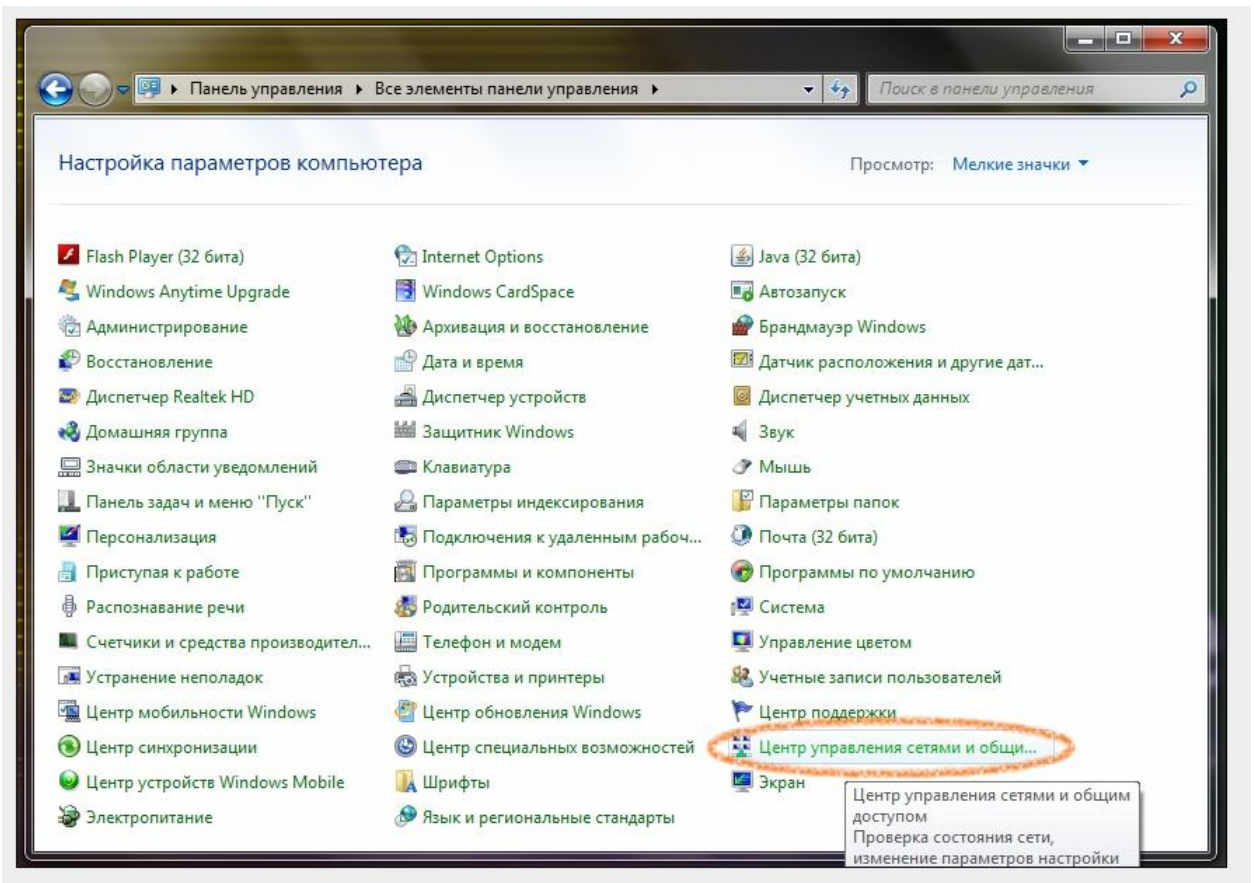 Панель управления Все элементы панели управления Поиск в панели управления
Настройка параметров компьютера Просмотр: Мелкие значки
Flash Player (32 бита) Internet Options Java (32 бита)
Windows Anytime Upgrade Windows CardSpace Автозапуск
Администрирование Архивация и восстановление Брандмауэр Windows
Восстановление Дата и время Датчик расположения и другие дат...
Диспетчер Realtek HD Диспетчер устройств Диспетчер учетных данных
Домашняя группа Защитник Windows Звук
Значки области уведомлений Клавиатура Мышь
Панель задач и меню ''Пуск'' Параметры индексирования Параметры папок
Персонализация Подключения к удаленным рабоч... Почта (32 бита)
Приступая к работе Программы и компоненты Программы по умолчанию
Распознавание речи Родительский контроль Система
Счетчики и средства производител... Телефон и модем Управление цветом
Устранение неполадок Устройства и принтеры Учетные записи пользователей
Центр мобильности Windows Центр обновления Windows Центр поддержки
Центр синхронизации Центр специальных возможностей Центр управления сетями и общи...
Центр устройств Windows Mobile Шрифты Экран
Электропитание Язык и региональные стандарты
Центр управления сетями и общим
доступом
Проверка состояния сети,
изменение параметров настройки